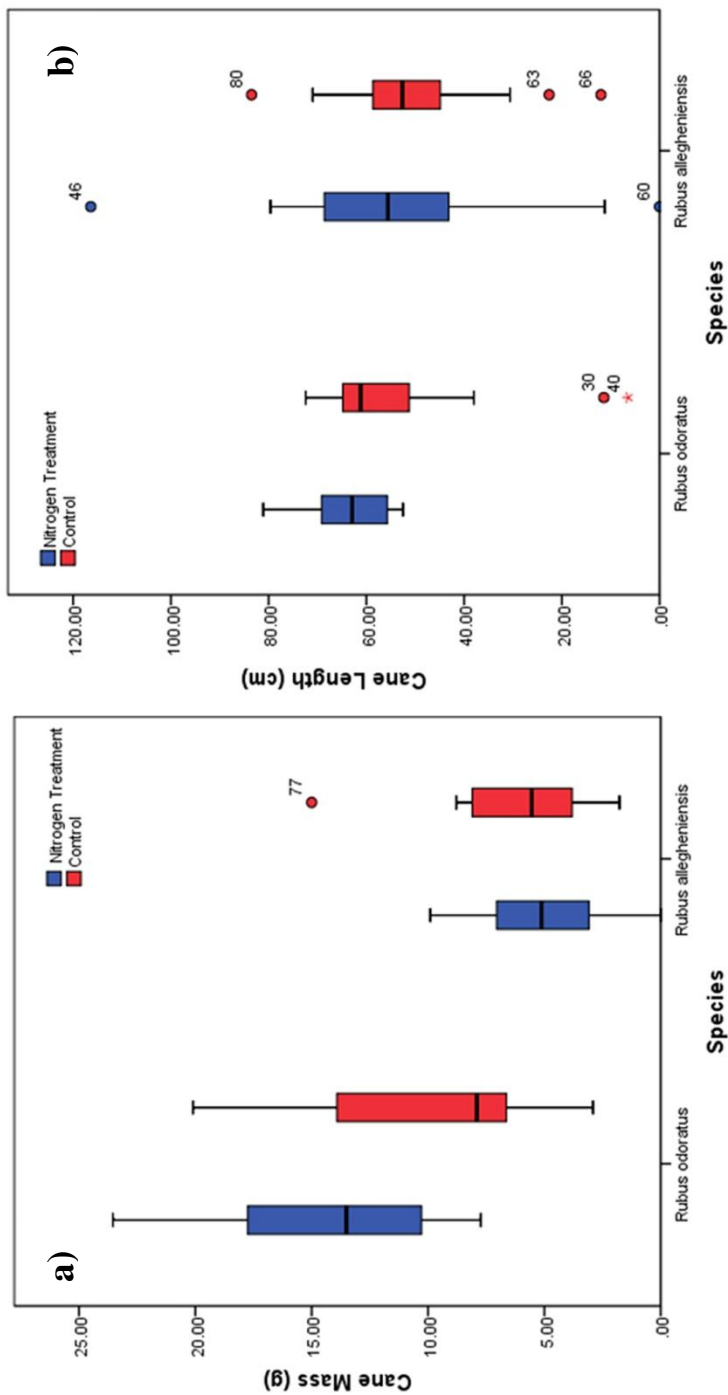 a)
Nitrogen Treatment
Control
Cane Mass (g)
25.00
20.00
15.00
10.00
5.00
.00
77
Rubus odoratus
Rubus allegheniensis
Species
b)
Nitrogen Treatment
Control
Cane Length (cm)
120.00
100.00
80.00
60.00
40.00
20.00
.00
46
80
63
66
60
30
40
*
Rubus odoratus
Rubus allegheniensis
Species